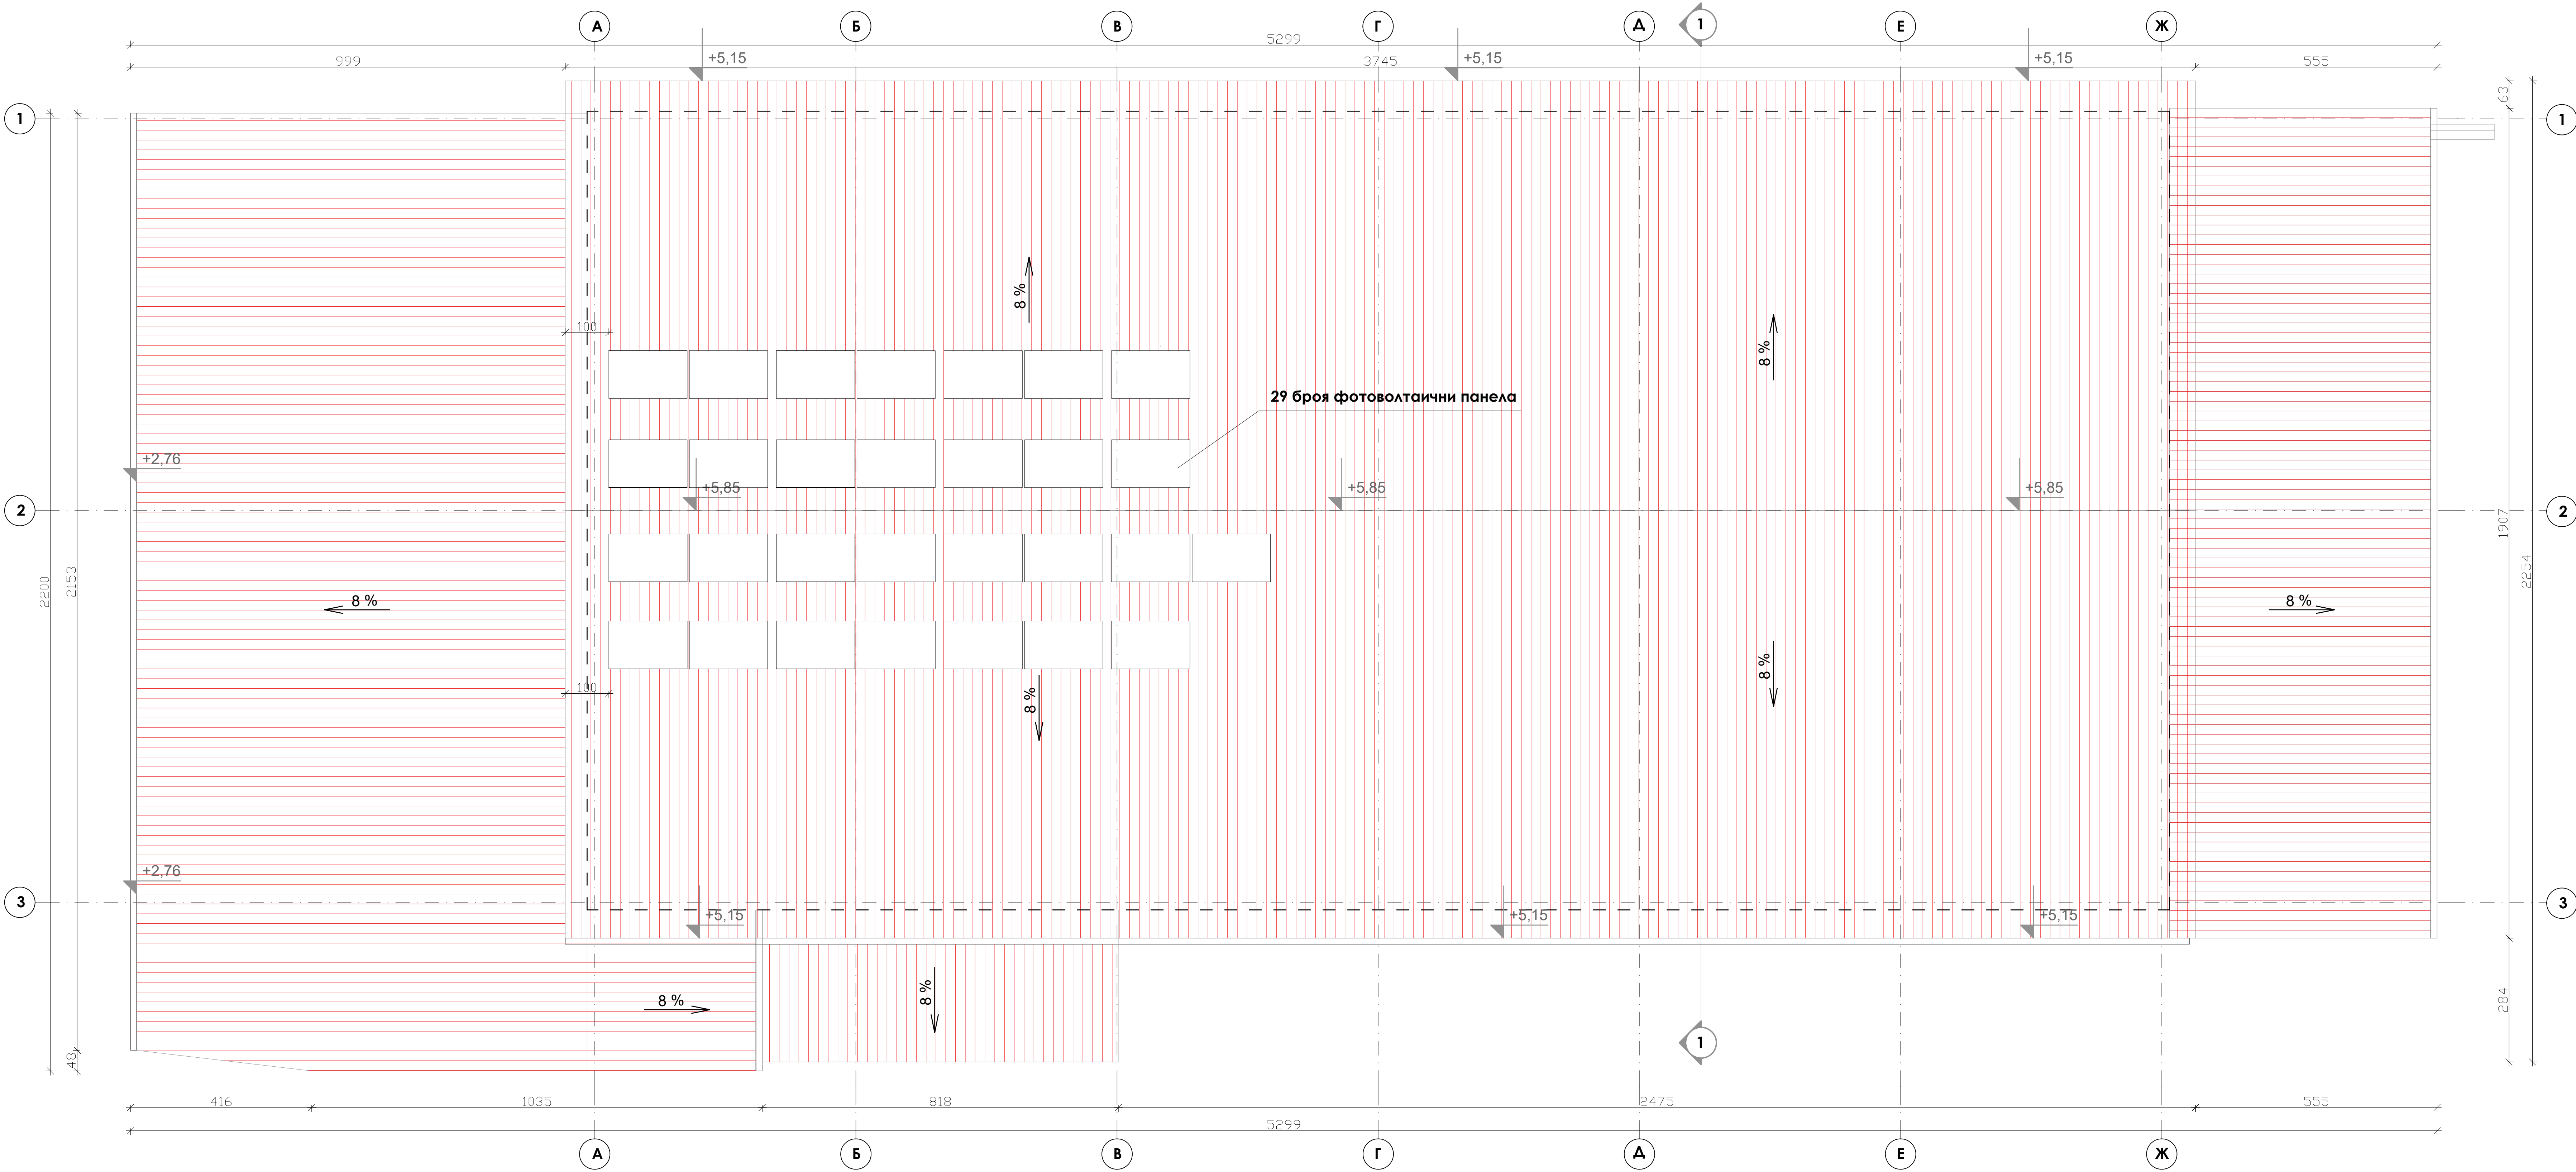 А Б В Г Д 1 Е Ж
5299
999 3745 555
+5,15 +5,15 +5,15
63
1 1
8 %
8 %
100
29 броя фотоволтаични панела
+2,76
+5,85 +5,85 +5,85
2 2
1907
2200 2153 2254
8 % 8 %
8 %
100
8 %
+2,76
3 3
+5,15 +5,15 +5,15
8 %
8 %
284
1
48
416 1035 818 2475 555
5299
А Б В Г Д Е Ж